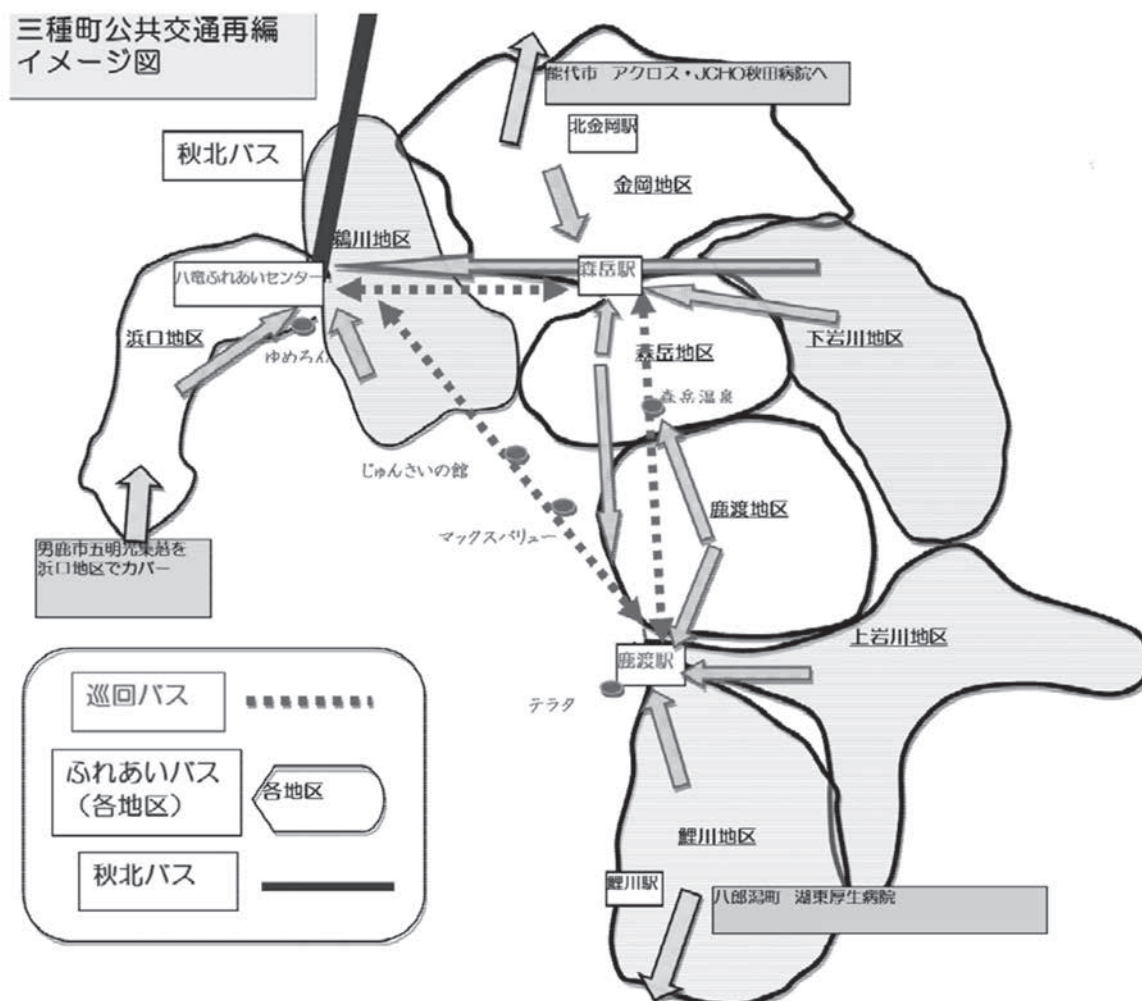 三種町公共交通再編
イメージ図
能代市 アクロス・JCHO秋田病院へ
北金岡駅
秋北バス
金岡地区
鵜川地区
八竜ふれあいセンター
森岳駅
浜口地区
ゆめろん
森岳地区
下岩川地区
森岳温泉
じゅんさいの館
鹿渡地区
マックスバリュー
男鹿市五明光集落を
浜口地区でカバー
上岩川地区
鹿渡駅
テラタ
巡回バス
ふれあいバス
(各地区)
各地区
秋北バス
鯉川地区
鯉川駅
八郎潟町 湖東厚生病院